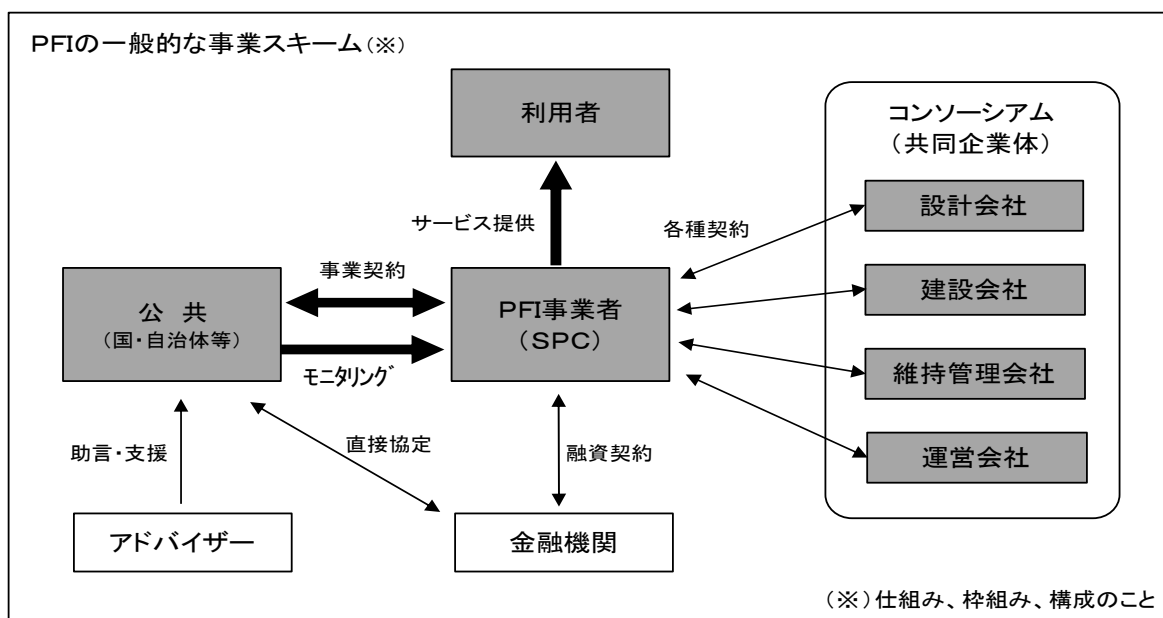 PFIの一般的な事業スキーム(※)
利用者
コンソーシアム
(共同企業体)
設計会社
サービス提供
各種契約
事業契約
建設会社
公 共
(国・自治体等)
PFI事業者
(SPC)
モニタリング
維持管理会社
助言・支援
直接協定
融資契約
運営会社
アドバイザー
金融機関
(※)仕組み、枠組み、構成のこと